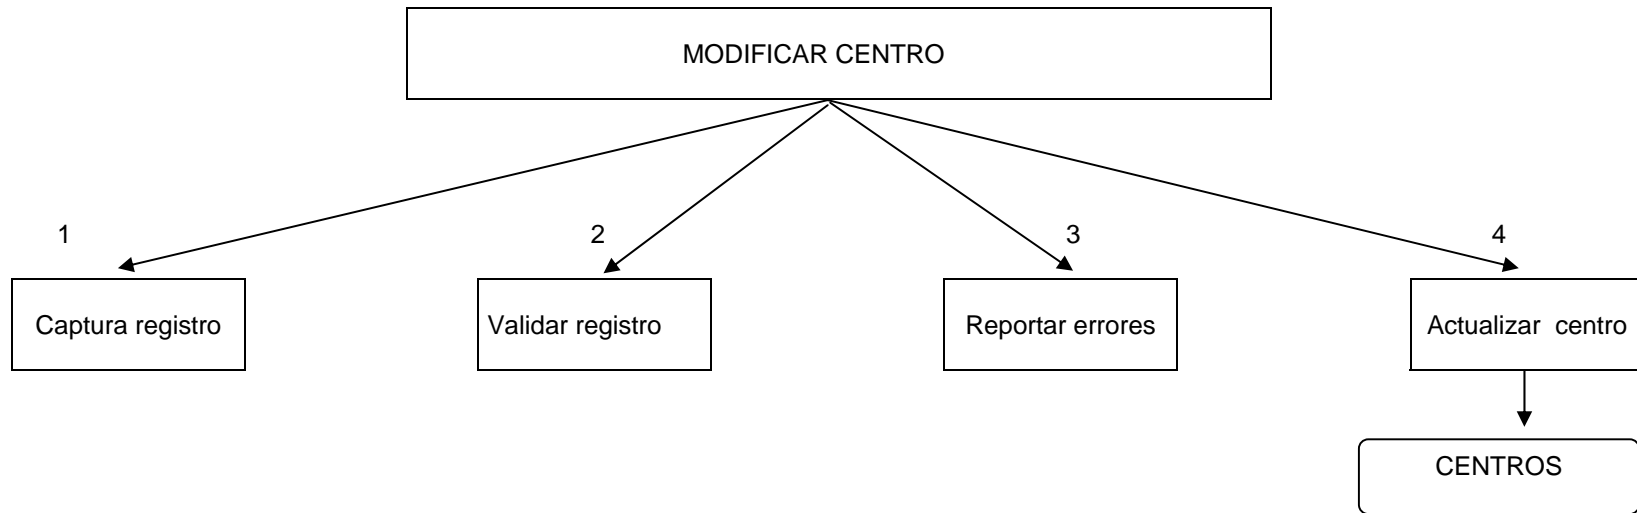 MODIFICAR CENTRO
1
2
3
4
Captura registro
Validar registro
Reportar errores
Actualizar centro
CENTROS